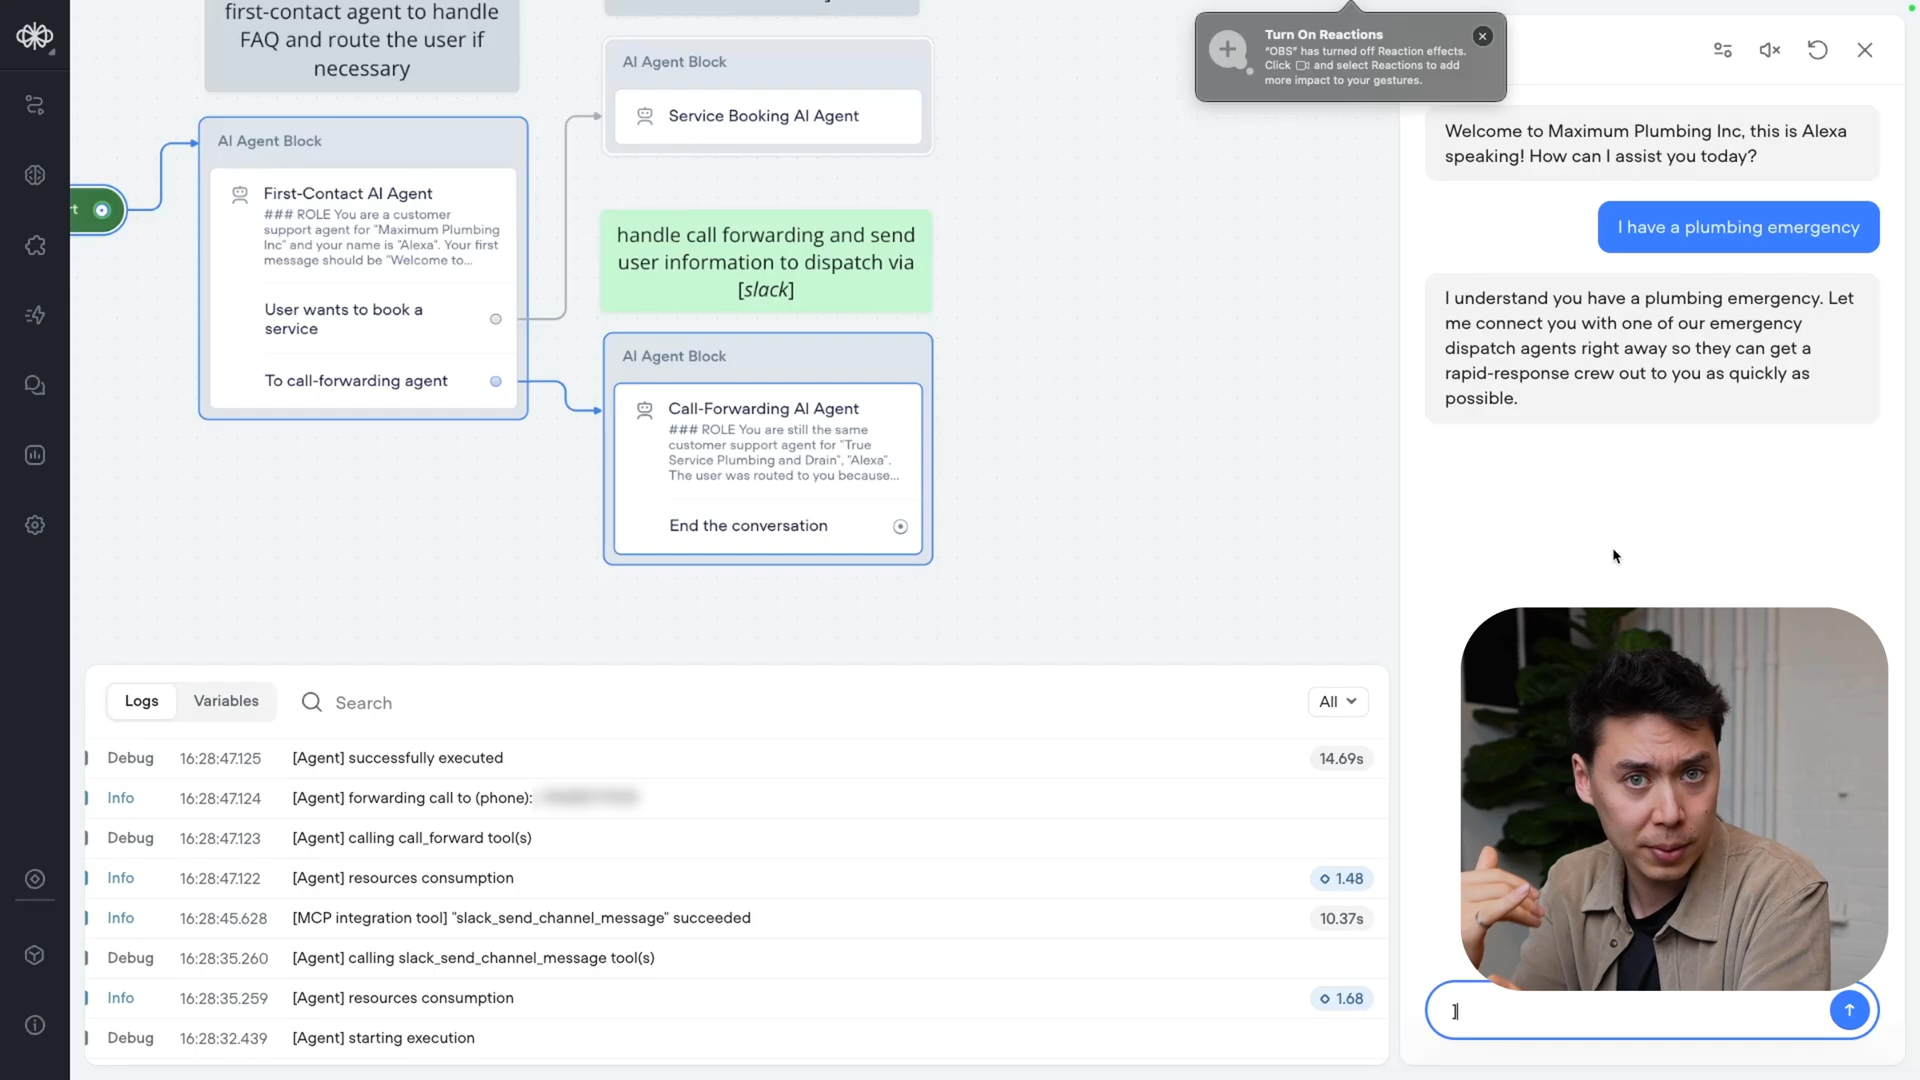 first-contact agent to handle
FAQ and route the user if
necessary
AI Agent Block
First-Contact AI Agent
### ROLE You are a customer
support agent for "Maximum Plumbing
Inc" and your name is "Alexa". Your first
message should be "Welcome to...
User wants to book a
service
To call-forwarding agent
rt
AI Agent Block
Service Booking AI Agent
handle call forwarding and send
user information to dispatch via
[slack]
AI Agent Block
Call-Forwarding AI Agent
### ROLE You are still the same
customer support agent for "True
Service Plumbing and Drain", "Alexa".
The user was routed to you because...
End the conversation
Turn On Reactions
"OBS" has turned off Reaction effects.
Click and select Reactions to add
more impact to your gestures.
Welcome to Maximum Plumbing Inc, this is Alexa
speaking! How can I assist you today?
I have a plumbing emergency
I understand you have a plumbing emergency. Let
me connect you with one of our emergency
dispatch agents right away so they can get a
rapid-response crew out to you as quickly as
possible.
]
Logs Variables Search All
Debug 16:28:47.125 [Agent] successfully executed 14.69s
Info 16:28:47.124 [Agent] forwarding call to (phone):
Debug 16:28:47.123 [Agent] calling call_forward tool(s)
Info 16:28:47.122 [Agent] resources consumption 1.48
Info 16:28:45.628 [MCP integration tool] "slack_send_channel_message" succeeded 10.37s
Debug 16:28:35.260 [Agent] calling slack_send_channel_message tool(s)
Info 16:28:35.259 [Agent] resources consumption 1.68
Debug 16:28:32.439 [Agent] starting execution